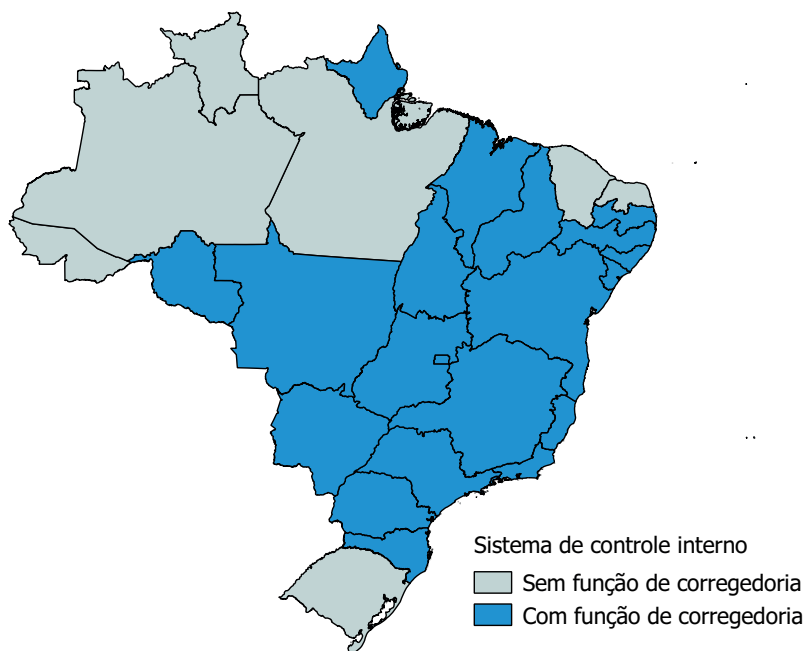 Sistema de controle interno
Sem função de corregedoria
Com função de corregedoria